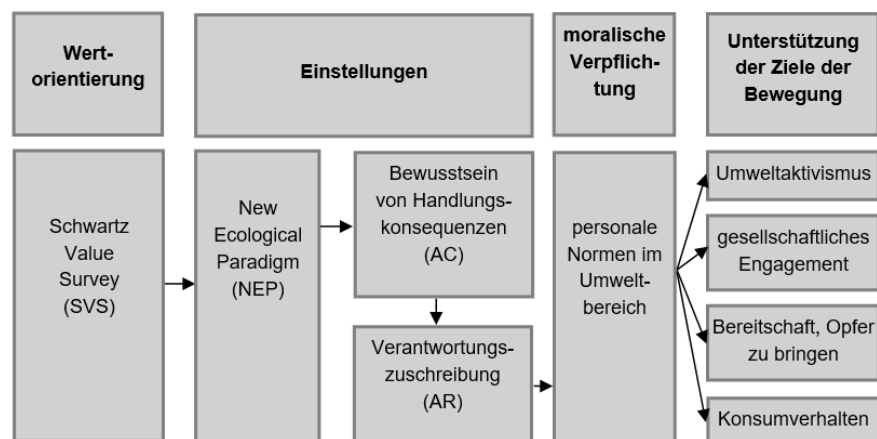 Wert-
orientierung
Einstellungen
moralische
Verpflich-
tung
Unterstützung
der Ziele der
Bewegung
Schwartz
Value
Survey
(SVS)
New
Ecological
Paradigm
(NEP)
Bewusstsein
von Handlungs-
konsequenzen
(AC)
Verantwortungs-
zuschreibung
(AR)
personale
Normen im
Umwelt-
bereich
Umweltaktivismus
gesellschaftliches
Engagement
Bereitschaft, Opfer
zu bringen
Konsumverhalten